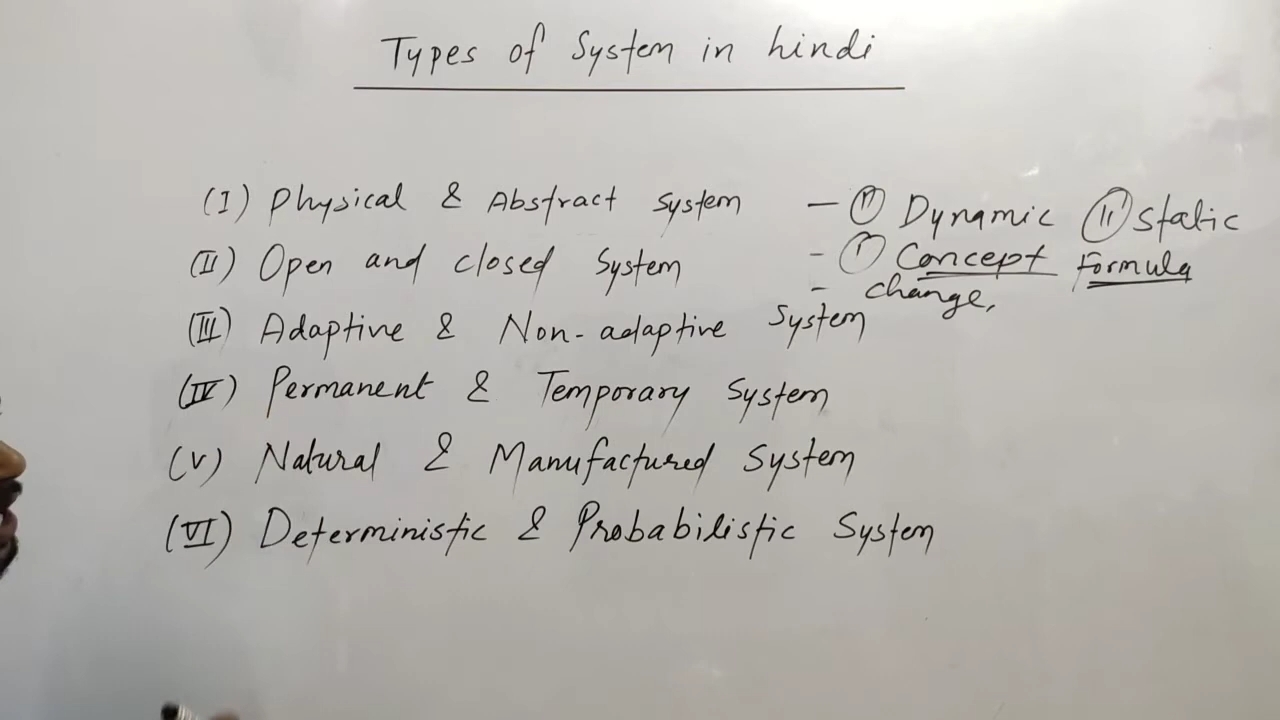 Types of System in hindi
(I) Physical & Abstract System - (I) Dynamic (II) Static
(II) Open and closed System - (I) Concept Formula
- change,
(III) Adaptive & Non-adaptive System
(IV) Permanent & Temporary System
(V) Natural & Manufactured System
(VI) Deterministic & Probabilistic System